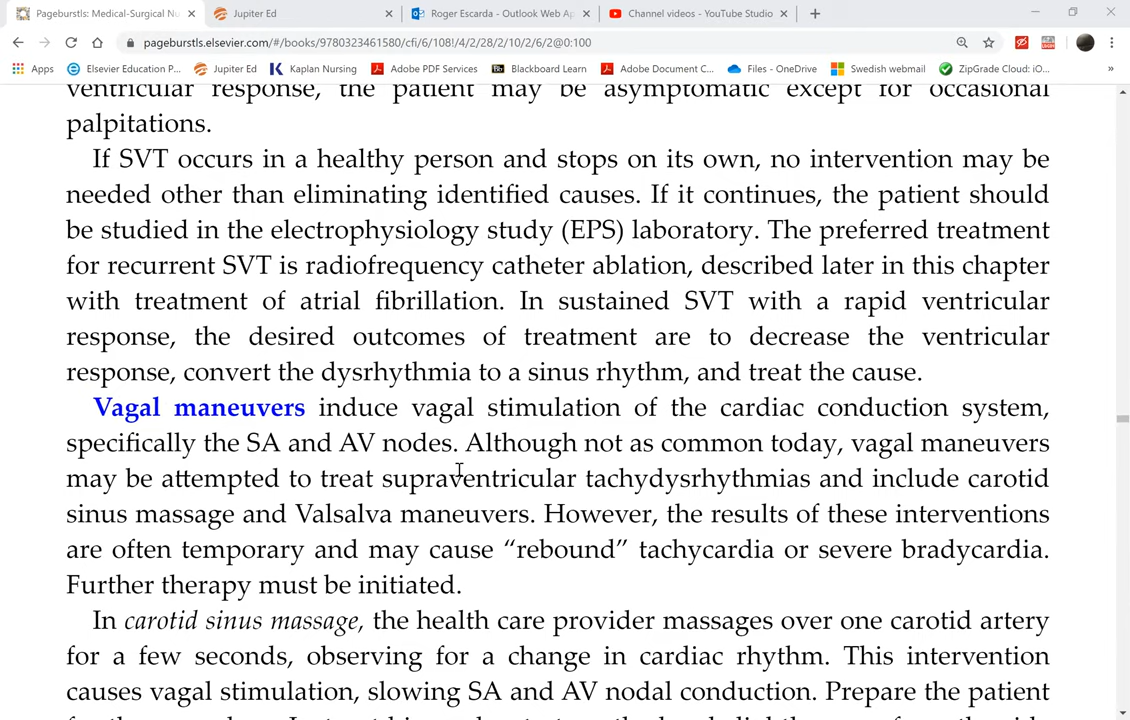 Pageburstls: Medical-Surgical Nu
Jupiter Ed
Roger Escarda - Outlook Web Ap
Channel videos - YouTube Studio
pageburstls.elsevier.com/#/books/9780323461580/cfi/6/108!/4/2/28/2/10/2/6/2@0:100
Apps
Elsevier Education P...
Jupiter Ed
Kaplan Nursing
Adobe PDF Services
Blackboard Learn
Adobe Document C...
Files - OneDrive
Swedish webmail
ZipGrade Cloud: iO...
»
ventricular response, the patient may be asymptomatic except for occasional
palpitations.
If SVT occurs in a healthy person and stops on its own, no intervention may be
needed other than eliminating identified causes. If it continues, the patient should
be studied in the electrophysiology study (EPS) laboratory. The preferred treatment
for recurrent SVT is radiofrequency catheter ablation, described later in this chapter
with treatment of atrial fibrillation. In sustained SVT with a rapid ventricular
response, the desired outcomes of treatment are to decrease the ventricular
response, convert the dysrhythmia to a sinus rhythm, and treat the cause.
Vagal maneuvers induce vagal stimulation of the cardiac conduction system,
specifically the SA and AV nodes. Although not as common today, vagal maneuvers
may be attempted to treat supraventricular tachydysrhythmias and include carotid
sinus massage and Valsalva maneuvers. However, the results of these interventions
are often temporary and may cause “rebound” tachycardia or severe bradycardia.
Further therapy must be initiated.
In carotid sinus massage, the health care provider massages over one carotid artery
for a few seconds, observing for a change in cardiac rhythm. This intervention
causes vagal stimulation, slowing SA and AV nodal conduction. Prepare the patient